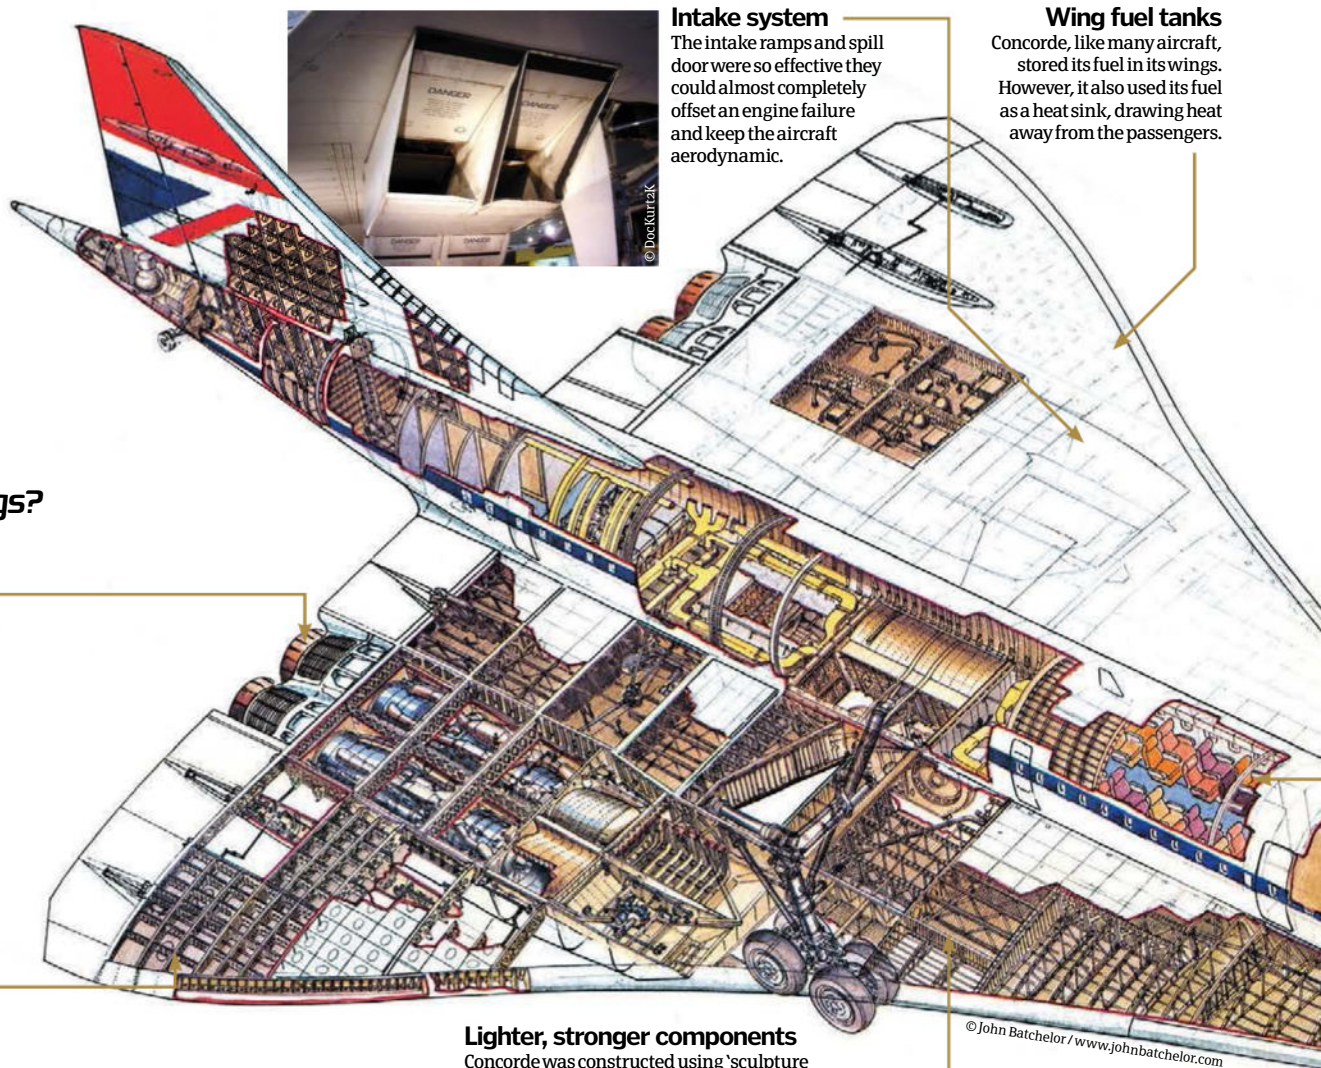 Intake system
The intake ramps and spill
door were so effective they
could almost completely
offset an engine failure
and keep the aircraft
aerodynamic.
Wing fuel tanks
Concorde, like many aircraft,
stored its fuel in its wings.
However, it also used its fuel
as a heat sink, drawing heat
away from the passengers.
DANGER
DANGER
DANGER
DANGER
© DocKurt2K
gs?
Lighter, stronger components
Concorde was constructed using ‘sculpture
© John Batchelor / www.johnbatchelor.com